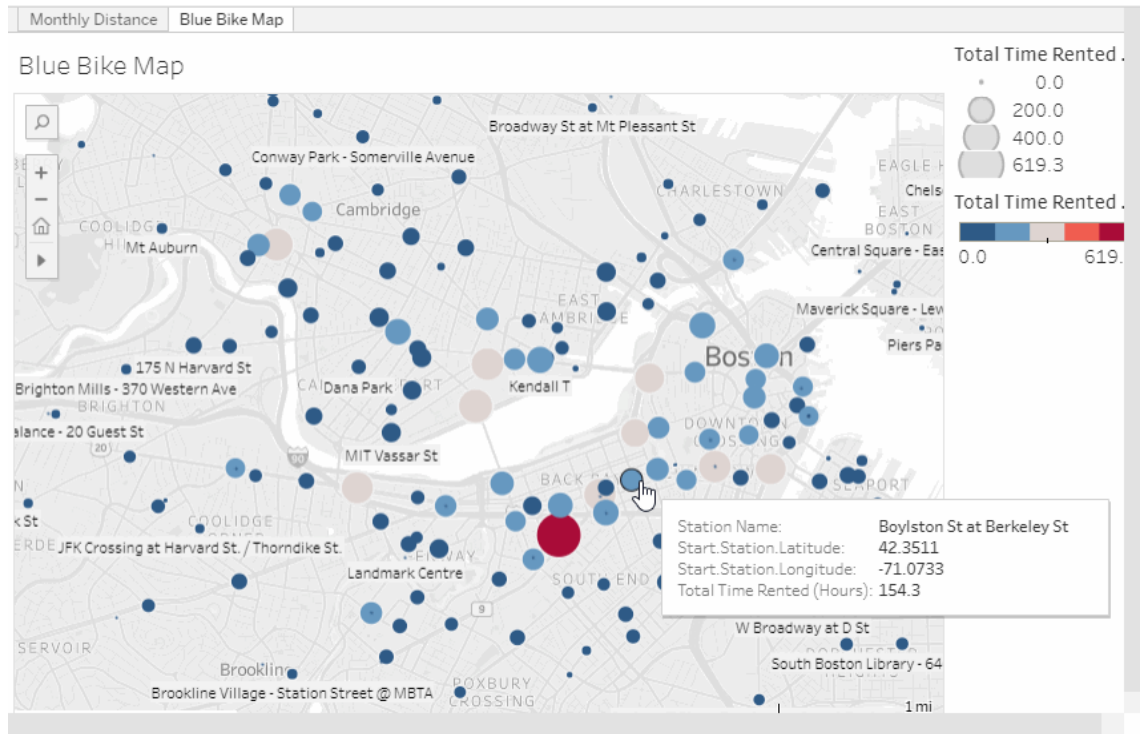 Monthly Distance
Blue Bike Map
Blue Bike Map
Total Time Rented .
0.0
200.0
400.0
619.3
Total Time Rented .
0.0
619.
Broadway St at Mt Pleasant St
Conway Park - Somerville Avenue
EAGLE H
CHARLESTOWN
Chels
Cambridge
EAST
BOSTON
COOLIDGE
Mt Auburn
Central Square - Eas
EAST
Maverick Square - Lew
Boston
Piers Pa
175 N Harvard St
Brighton Mills - 370 Western Ave
Dana Park
Kendall T
BRIGHTON
DOWNTOWN
alance - 20 Guest St
20
90
MIT Vassar St
BACK
SEAPORT
k St
COOLIDGE
CORNER
JFK Crossing at Harvard St. / Thorndike St.
Landmark Centre
SOUTH END
9
Station Name: Boylston St at Berkeley St
Start.Station.Latitude: 42.3511
Start.Station.Longitude: -71.0733
Total Time Rented (Hours): 154.3
W Broadway at D St
SERVOIR
South Boston Library - 64
HEIGHTS
Brookline
Brookline Village - Station Street @ MBTA
ROXBURY
CROSSING
1 mi